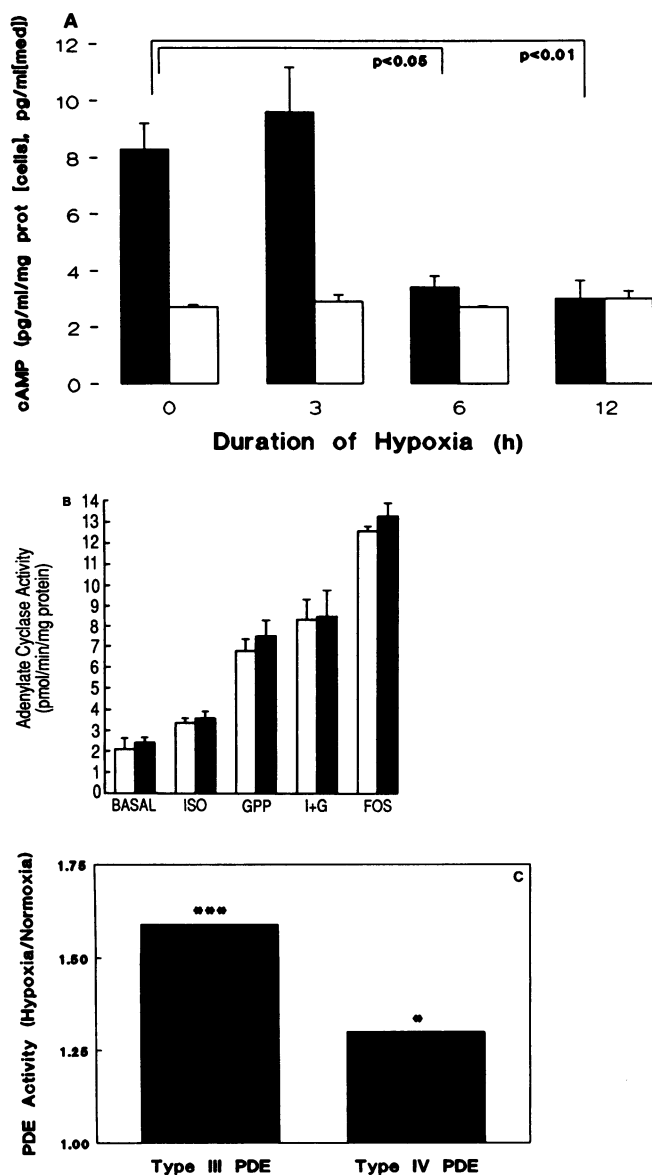 A
cAMP (pg/ml/mg prot [cells], pg/ml[med])
12
10
8
6
4
2
0
p<0.05
p<0.01
0 3 6 12
Duration of Hypoxia (h)
B
Adenylate Cyclase Activity
(pmol/min/mg protein)
14
13
12
11
10
9
8
7
6
5
4
3
2
1
0
BASAL ISO GPP I+G FOS
C
PDE Activity (Hypoxia/Normoxia)
1.75
1.50
1.25
1.00
***
*
Type III PDE Type IV PDE